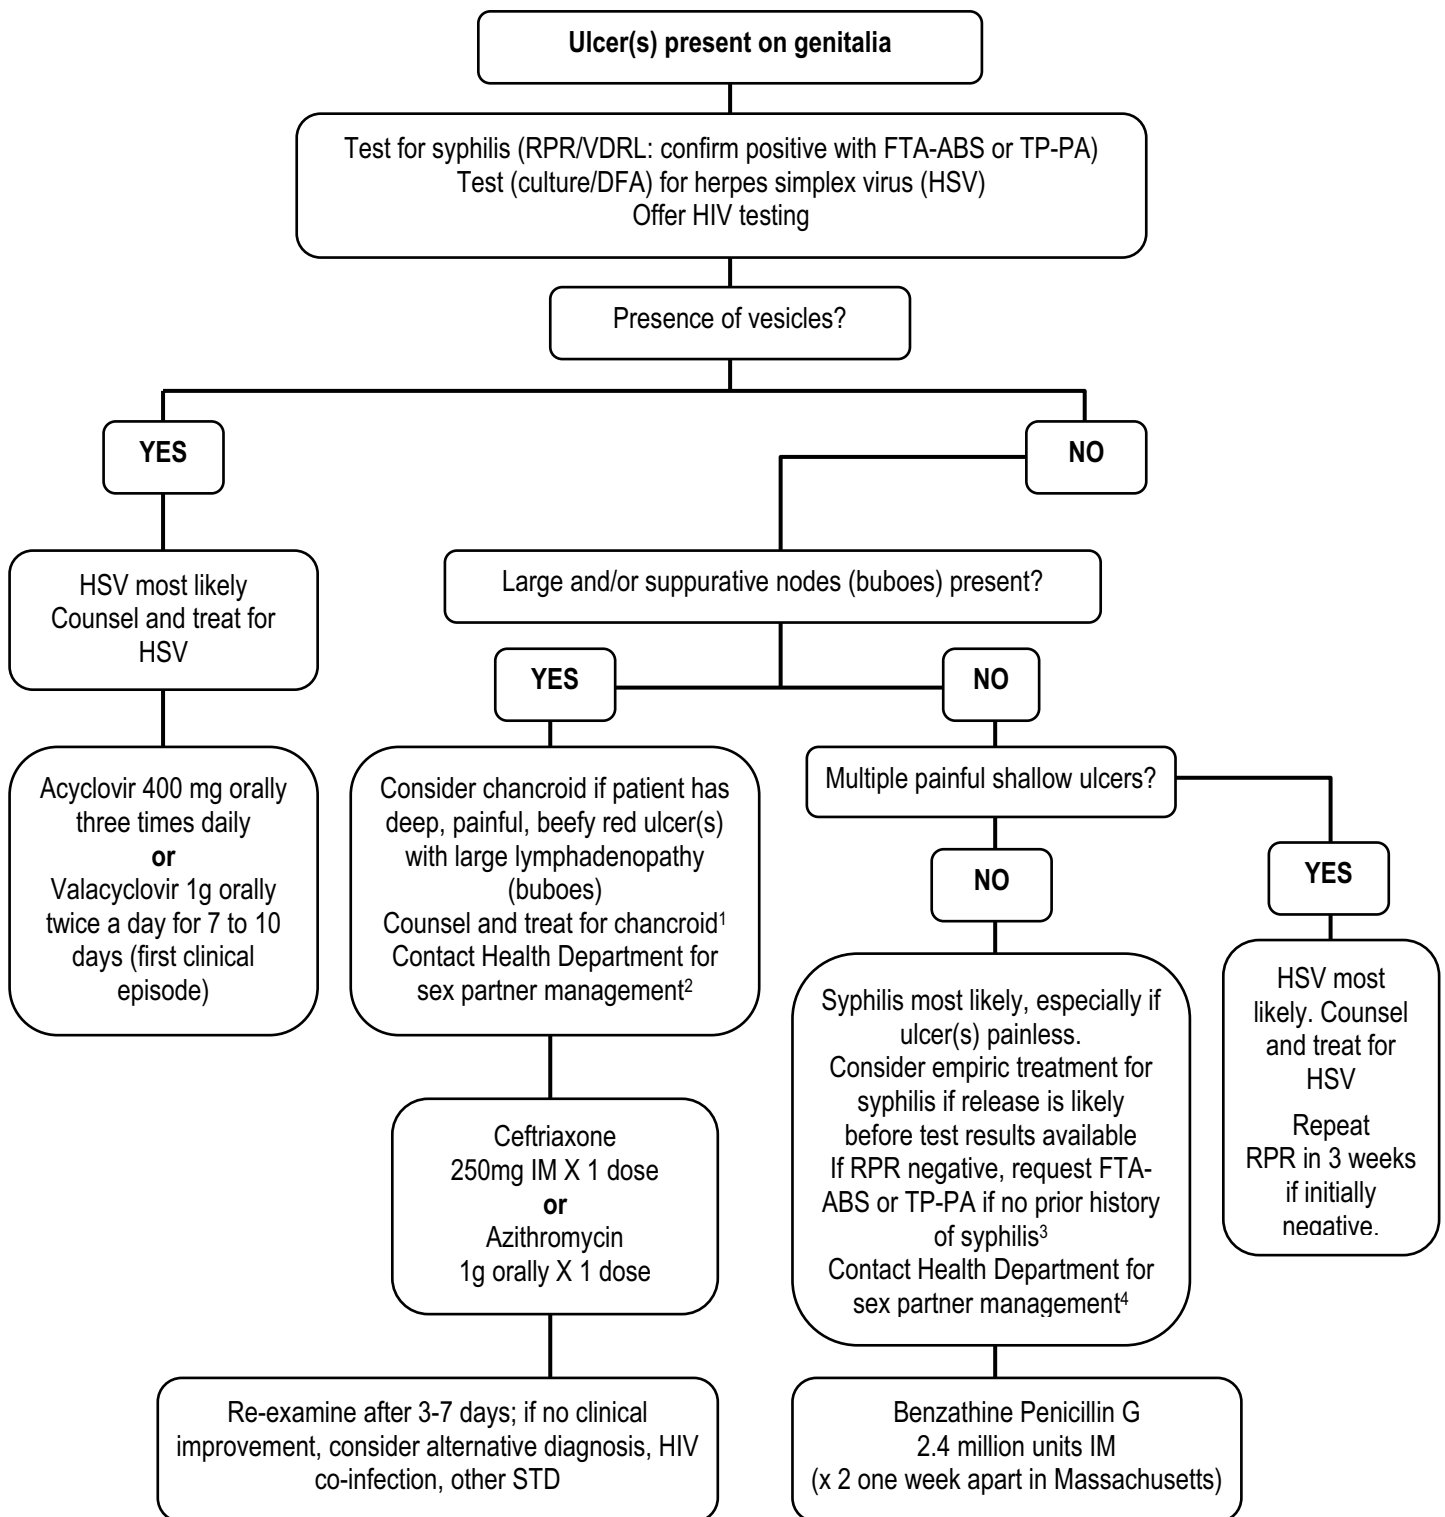 Ulcer(s) present on genitalia
Test for syphilis (RPR/VDRL: confirm positive with FTA-ABS or TP-PA)
Test (culture/DFA) for herpes simplex virus (HSV)
Offer HIV testing
Presence of vesicles?
YES
NO
HSV most likely
Counsel and treat for
HSV
Large and/or suppurative nodes (buboes) present?
YES
NO
Acyclovir 400 mg orally
three times daily
or
Valacyclovir 1g orally
twice a day for 7 to 10
days (first clinical
episode)
Consider chancroid if patient has
deep, painful, beefy red ulcer(s)
with large lymphadenopathy
(buboes)
Counsel and treat for chancroid¹
Contact Health Department for
sex partner management²
Multiple painful shallow ulcers?
NO
YES
Syphilis most likely, especially if
ulcer(s) painless.
Consider empiric treatment for
syphilis if release is likely
before test results available
If RPR negative, request FTA-
ABS or TP-PA if no prior history
of syphilis³
Contact Health Department for
sex partner management⁴
HSV most
likely. Counsel
and treat for
HSV
Repeat
RPR in 3 weeks
if initially
negative.
Ceftriaxone
250mg IM X 1 dose
or
Azithromycin
1g orally X 1 dose
Re-examine after 3-7 days; if no clinical
improvement, consider alternative diagnosis, HIV
co-infection, other STD
Benzathine Penicillin G
2.4 million units IM
(x 2 one week apart in Massachusetts)